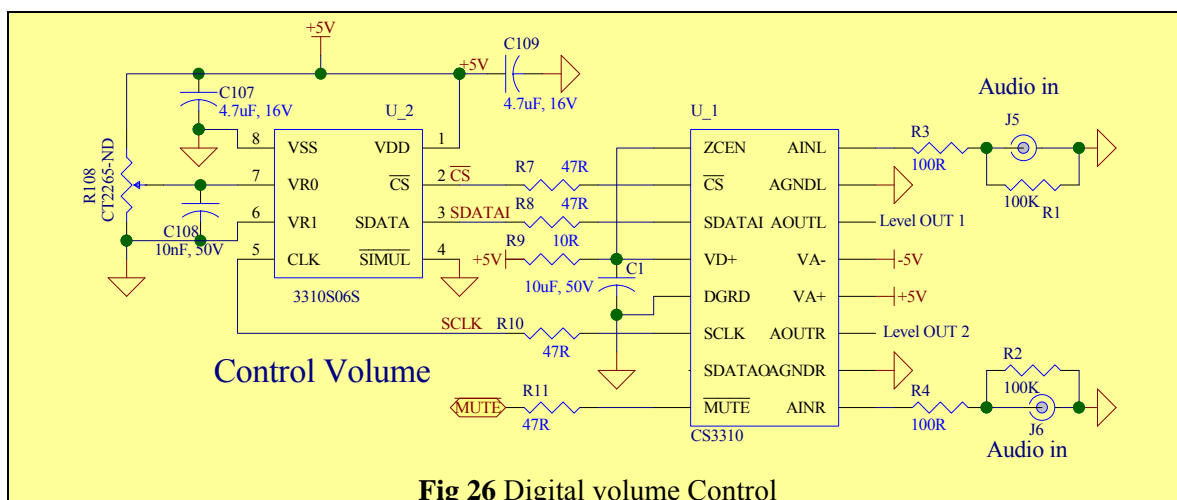 +5V
C109
+5V
4.7uF, 16V
C107
4.7uF, 16V
U_2
R108
CT2265-ND
8 VSS VDD 1
7 VR0 CS 2 CS
6 VR1 SDATA 3 SDATAI
5 CLK SIMUL 4
C108
10nF, 50V
3310S06S
R7 47R
R8 47R
R9 10R
+5V
C1
10uF, 50V
SCLK R10
47R
Control Volume
MUTE R11
47R
U_1
ZCEN AINL
CS AGNDL
SDATAI AOUTL
VD+ VA-
DGRD VA+
SCLK AOUTR
SDATAO AGNDR
MUTE AINR
CS3310
Audio in
R3
100R
J5
100K
R1
Level OUT 1
-5V
+5V
Level OUT 2
R2
100K
R4
100R
J6
Audio in
Fig 26 Digital volume Control